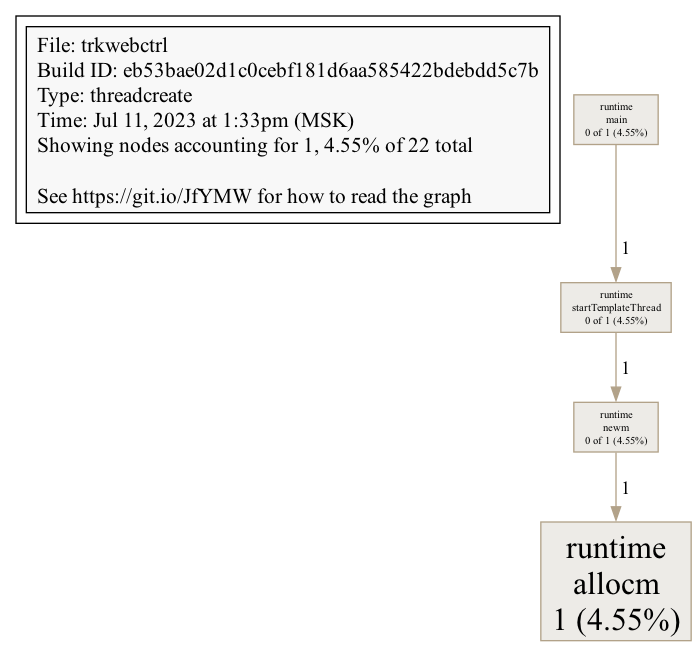 File: trkwebctrl
Build ID: eb53bae02d1c0cebf181d6aa585422bdebdd5c7b
Type: threadcreate
Time: Jul 11, 2023 at 1:33pm (MSK)
Showing nodes accounting for 1, 4.55% of 22 total
See https://git.io/JfYMW for how to read the graph
runtime
main
0 of 1 (4.55%)
1
runtime
startTemplateThread
0 of 1 (4.55%)
1
runtime
newm
0 of 1 (4.55%)
1
runtime
allocm
1 (4.55%)